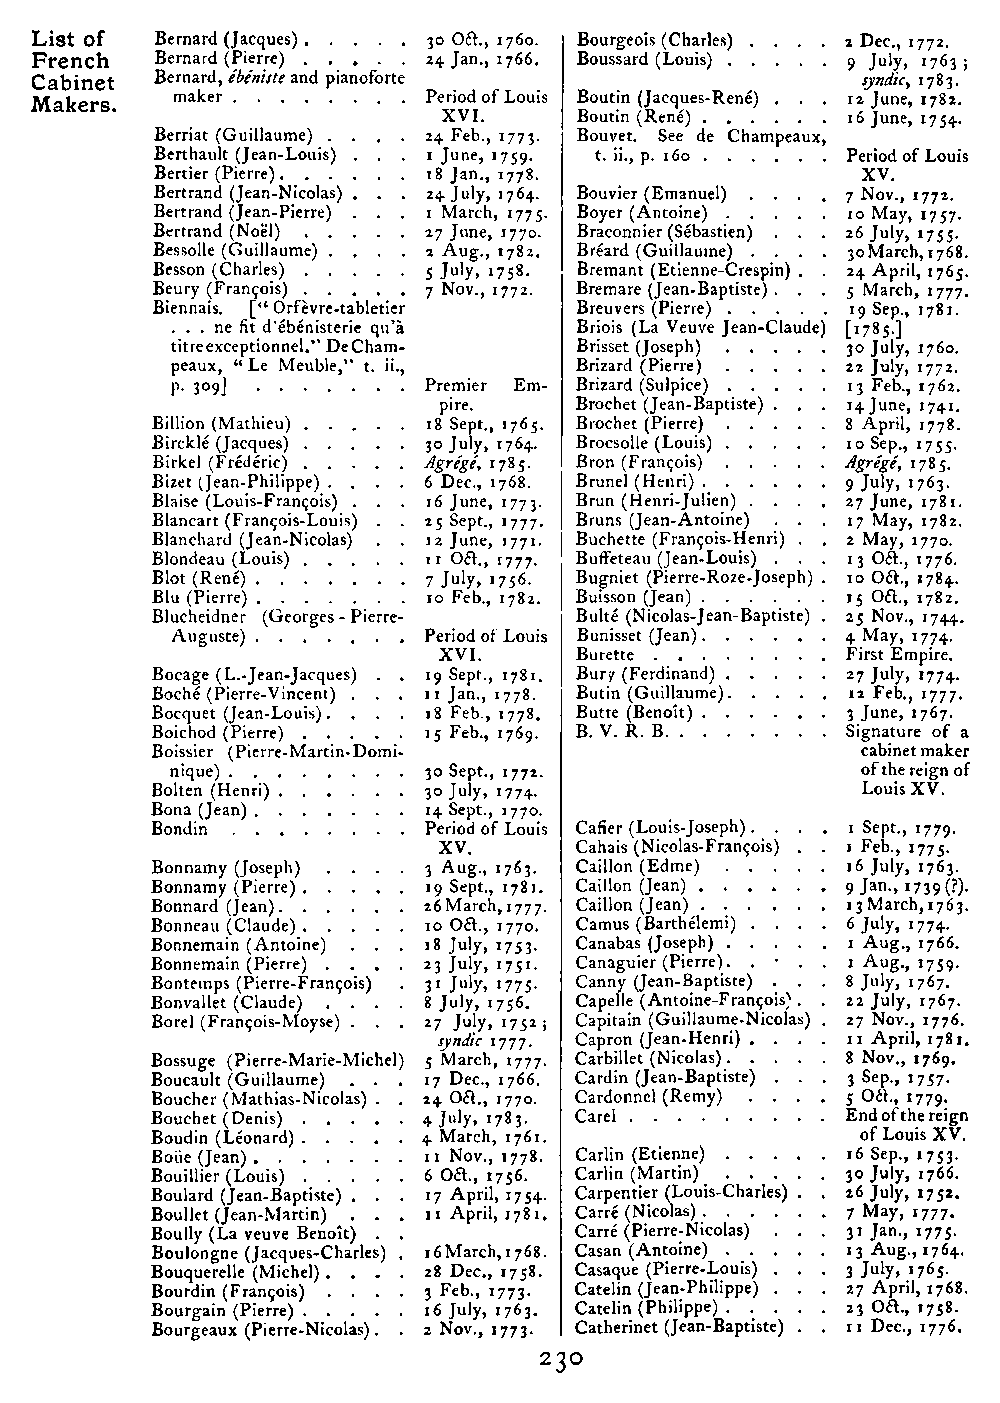 List of
French
Cabinet
Makers.
Bernard (Jacques) . . . . . 30 Oct., 1760.
Bernard (Pierre) . . . . . 24 Jan., 1766.
Bernard, ébéniste and pianoforte
maker . . . . . . . . Period of Louis
XVI.
Berriat (Guillaume) . . . . 24 Feb., 1773.
Berthault (Jean-Louis) . . . 1 June, 1759.
Bertier (Pierre) . . . . . . 18 Jan., 1778.
Bertrand (Jean-Nicolas) . . . 24 July, 1764.
Bertrand (Jean-Pierre) . . . 1 March, 1775.
Bertrand (Noël) . . . . . 27 June, 1770.
Bessolle (Guillaume) . . . . 2 Aug., 1782.
Besson (Charles) . . . . . 5 July, 1758.
Beury (François) . . . . . 7 Nov., 1772.
Biennais. [“ Orfèvre-tabletier
. . . ne fit d'ébénisterie qu'à
titre exceptionnel.” De Cham-
peaux, “ Le Meuble,” t. ii.,
p. 309] . . . . . . . Premier Em-
pire.
Billion (Mathieu) . . . . . 18 Sept., 1765.
Bircklé (Jacques) . . . . . 30 July, 1764.
Birkel (Frédéric) . . . . . Agrégé, 1785.
Bizet (Jean-Philippe) . . . . 6 Dec., 1768.
Blaise (Louis-François) . . . 16 June, 1773.
Blancart (François-Louis) . . 25 Sept., 1777.
Blanchard (Jean-Nicolas) . . 12 June, 1771.
Blondeau (Louis) . . . . . 11 Oct., 1777.
Blot (René) . . . . . . . 7 July, 1756.
Blu (Pierre) . . . . . . . 10 Feb., 1782.
Blucheidner (Georges - Pierre-
Auguste) . . . . . . . Period of Louis
XVI.
Bocage (L.-Jean-Jacques) . . 19 Sept., 1781.
Boché (Pierre-Vincent) . . . 11 Jan., 1778.
Bocquet (Jean-Louis) . . . . 18 Feb., 1778.
Boichod (Pierre) . . . . . 15 Feb., 1769.
Boissier (Pierre-Martin-Domi-
nique) . . . . . . . . 30 Sept., 1772.
Bolten (Henri) . . . . . . 30 July, 1774.
Bona (Jean) . . . . . . . 14 Sept., 1770.
Bondin . . . . . . . . Period of Louis
XV.
Bonnamy (Joseph) . . . . 3 Aug., 1763.
Bonnamy (Pierre) . . . . . 19 Sept., 1781.
Bonnard (Jean) . . . . . . 26 March, 1777.
Bonneau (Claude) . . . . . 10 Oct., 1770.
Bonnemain (Antoine) . . . 18 July, 1753.
Bonnemain (Pierre) . . . . 23 July, 1751.
Bontemps (Pierre-François) . 31 July, 1775.
Bonvallet (Claude) . . . . 8 July, 1756.
Borel (François-Moyse) . . . 27 July, 1752 ;
syndic 1777.
Bossuge (Pierre-Marie-Michel) 5 March, 1777.
Boucault (Guillaume) . . . 17 Dec., 1766.
Boucher (Mathias-Nicolas) . . 24 Oct., 1770.
Bouchet (Denis) . . . . . 4 July, 1783.
Boudin (Léonard) . . . . . 4 March, 1761.
Boüe (Jean) . . . . . . . 11 Nov., 1778.
Bouillier (Louis) . . . . . 6 Oct., 1756.
Boulard (Jean-Baptiste) . . . 17 April, 1754.
Boullet (Jean-Martin) . . . 11 April, 1781.
Boully (La veuve Benoît) . .
Boulongne (Jacques-Charles) . 16 March, 1768.
Bouquerelle (Michel) . . . . 28 Dec., 1758.
Bourdin (François) . . . . 3 Feb., 1773.
Bourgain (Pierre) . . . . . 16 July, 1763.
Bourgeaux (Pierre-Nicolas) . . 2 Nov., 1773.
Bourgeois (Charles) . . . . 2 Dec., 1772.
Boussard (Louis) . . . . . 9 July, 1763 ;
syndic, 1783.
Boutin (Jacques-René) . . . 12 June, 1782.
Boutin (René) . . . . . . 16 June, 1754.
Bouvet. See de Champeaux,
t. ii., p. 160 . . . . . . Period of Louis
XV.
Bouvier (Emanuel) . . . . 7 Nov., 1772.
Boyer (Antoine) . . . . . 10 May, 1757.
Braconnier (Sébastien) . . . 26 July, 1755.
Bréard (Guillaume) . . . . 30 March, 1768.
Bremant (Etienne-Crespin) . . 24 April, 1765.
Bremare (Jean-Baptiste) . . . 5 March, 1777.
Breuvers (Pierre) . . . . . 19 Sep., 1781.
Briois (La Veuve Jean-Claude) [1785.]
Brisset (Joseph) . . . . . 30 July, 1760.
Brizard (Pierre) . . . . . 22 July, 1772.
Brizard (Sulpice) . . . . . 13 Feb., 1762.
Brochet (Jean-Baptiste) . . . 14 June, 1741.
Brochet (Pierre) . . . . . 8 April, 1778.
Brocsolle (Louis) . . . . . 10 Sep., 1755.
Bron (François) . . . . . Agrégé, 1785.
Brunel (Henri) . . . . . . 9 July, 1763.
Brun (Henri-Julien) . . . . 27 June, 1781.
Bruns (Jean-Antoine) . . . 17 May, 1782.
Buchette (François-Henri) . . 2 May, 1770.
Buffeteau (Jean-Louis) . . . 13 Oct., 1776.
Bugniet (Pierre-Roze-Joseph) . 10 Oct., 1784.
Buisson (Jean) . . . . . . 15 Oct., 1782.
Bulté (Nicolas-Jean-Baptiste) . 25 Nov., 1744.
Bunisset (Jean) . . . . . . 4 May, 1774.
Burette . . . . . . . . First Empire.
Bury (Ferdinand) . . . . . 27 July, 1774.
Butin (Guillaume) . . . . . 12 Feb., 1777.
Butte (Benoît) . . . . . . 3 June, 1767.
B. V. R. B. . . . . . . . Signature of a
cabinet maker
of the reign of
Louis XV.
Cafier (Louis-Joseph) . . . . 1 Sept., 1779.
Cahais (Nicolas-François) . . 1 Feb., 1775.
Caillon (Edme) . . . . . 16 July, 1763.
Caillon (Jean) . . . . . . 9 Jan., 1739 (?).
Caillon (Jean) . . . . . . 13 March, 1763.
Camus (Barthélemi) . . . . 6 July, 1774.
Canabas (Joseph) . . . . . 1 Aug., 1766.
Canaguier (Pierre) . . . . . 1 Aug., 1759.
Canny (Jean-Baptiste) . . . 8 July, 1767.
Capelle (Antoine-François) . . 22 July, 1767.
Capitain (Guillaume-Nicolas) . 27 Nov., 1776.
Capron (Jean-Henri) . . . . 11 April, 1781.
Carbillet (Nicolas) . . . . . 8 Nov., 1769.
Cardin (Jean-Baptiste) . . . 3 Sep., 1757.
Cardonnel (Remy) . . . . 5 Oct., 1779.
Carel . . . . . . . . . End of the reign
of Louis XV.
Carlin (Etienne) . . . . . 16 Sep., 1753.
Carlin (Martin) . . . . . 30 July, 1766.
Carpentier (Louis-Charles) . . 26 July, 1752.
Carré (Nicolas) . . . . . . 7 May, 1777.
Carré (Pierre-Nicolas) . . . 31 Jan., 1775.
Casan (Antoine) . . . . . 13 Aug., 1764.
Casaque (Pierre-Louis) . . . 3 July, 1765.
Catelin (Jean-Philippe) . . . 27 April, 1768.
Catelin (Philippe) . . . . . 23 Oct., 1758.
Catherinet (Jean-Baptiste) . . 11 Dec., 1776.
230